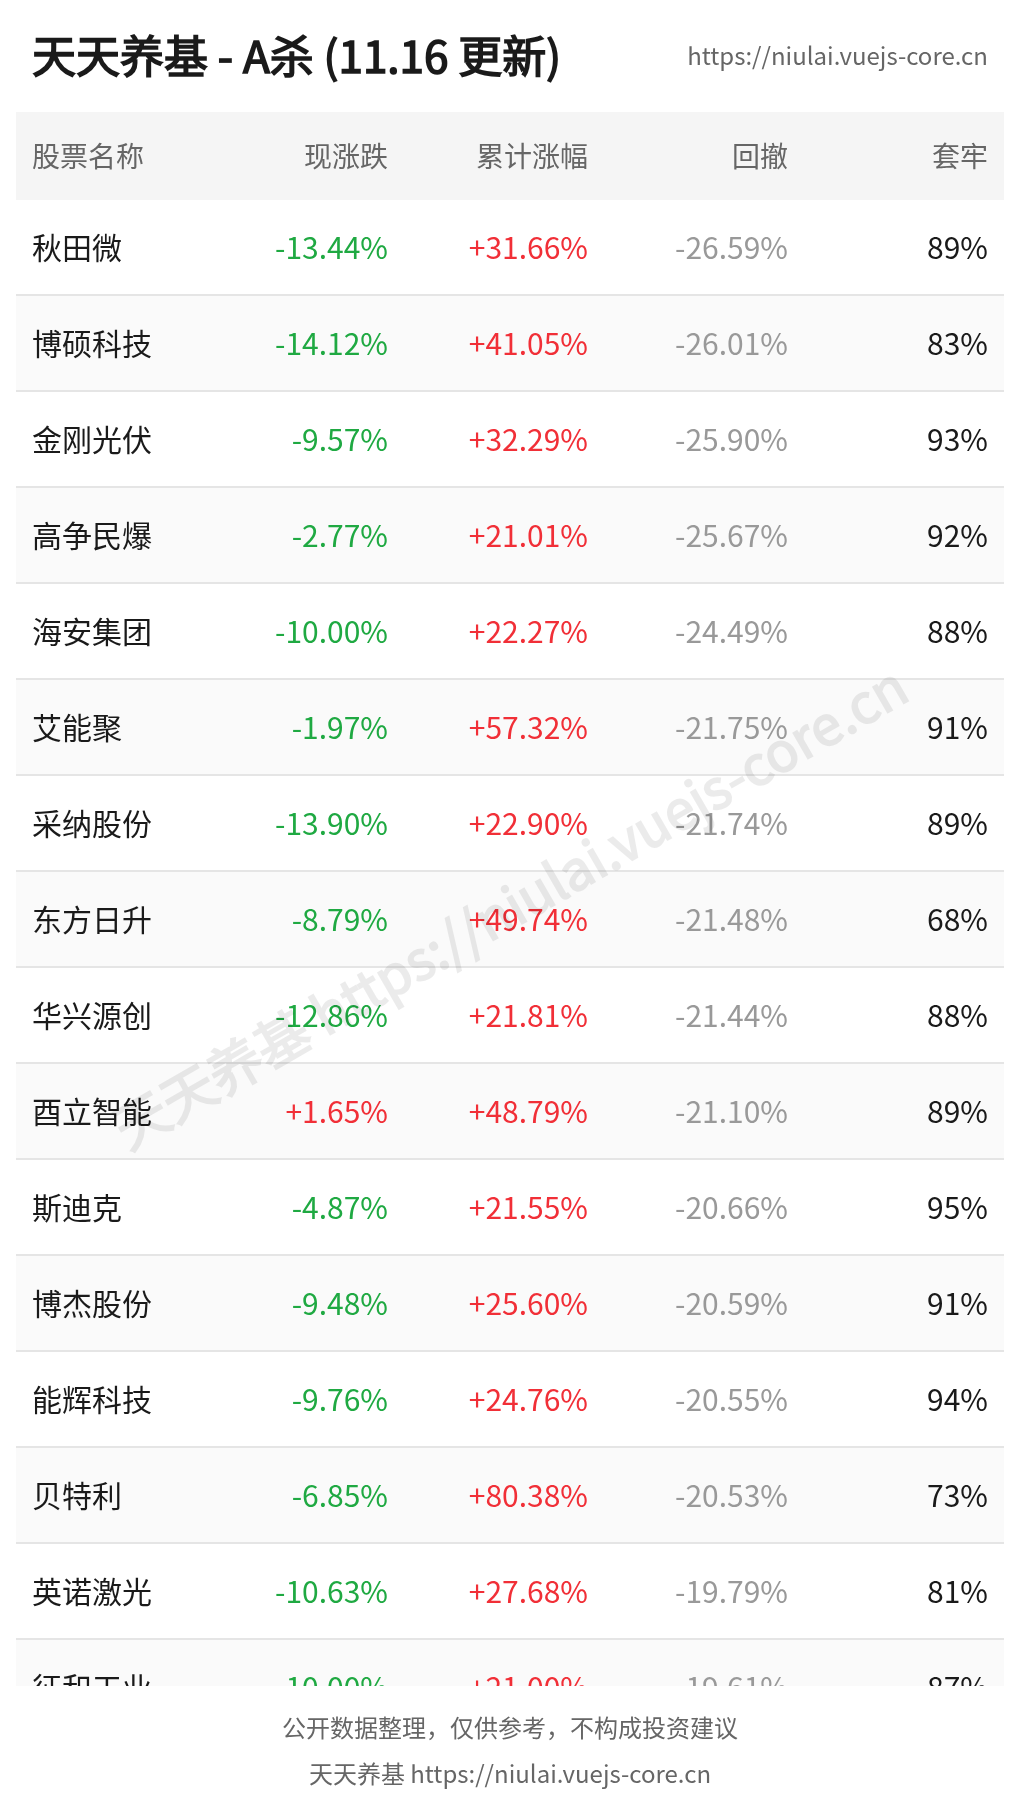 天天养基 - A杀 (11.16 更新) https://niulai.vuejs-core.cn
股票名称 现涨跌 累计涨幅 回撤 套牢
秋田微 -13.44% +31.66% -26.59% 89%
博硕科技 -14.12% +41.05% -26.01% 83%
金刚光伏 -9.57% +32.29% -25.90% 93%
高争民爆 -2.77% +21.01% -25.67% 92%
海安集团 -10.00% +22.27% -24.49% 88%
艾能聚 -1.97% +57.32% -21.75% 91%
采纳股份 -13.90% +22.90% -21.74% 89%
东方日升 -8.79% +49.74% -21.48% 68%
华兴源创 -12.86% +21.81% -21.44% 88%
酉立智能 +1.65% +48.79% -21.10% 89%
斯迪克 -4.87% +21.55% -20.66% 95%
博杰股份 -9.48% +25.60% -20.59% 91%
能辉科技 -9.76% +24.76% -20.55% 94%
贝特利 -6.85% +80.38% -20.53% 73%
英诺激光 -10.63% +27.68% -19.79% 81%
征和工业 -10.00% +21.00% -19.61% 87%
天天养基 https://niulai.vuejs-core.cn
公开数据整理，仅供参考，不构成投资建议
天天养基 https://niulai.vuejs-core.cn